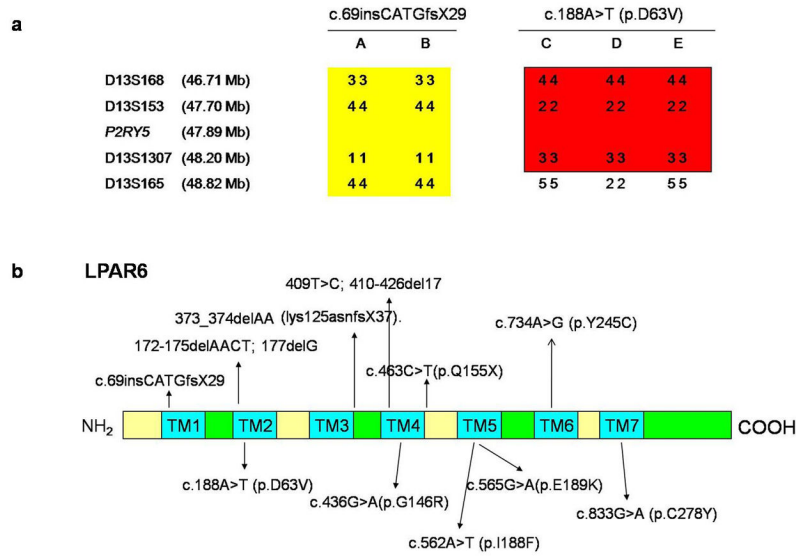 a
c.69insCATGfsX29 c.188A>T (p.D63V)
A B C D E
D13S168 (46.71 Mb) 3 3 3 3 4 4 4 4 4 4
D13S153 (47.70 Mb) 4 4 4 4 2 2 2 2 2 2
P2RY5 (47.89 Mb)
D13S1307 (48.20 Mb) 1 1 1 1 3 3 3 3 3 3
D13S165 (48.82 Mb) 4 4 4 4 5 5 2 2 5 5
b LPAR6
409T>C; 410-426del17
373_374delAA (lys125asnfsX37).
c.734A>G (p.Y245C)
172-175delAACT; 177delG
c.463C>T(p.Q155X)
c.69insCATGfsX29
NH2 TM1 TM2 TM3 TM4 TM5 TM6 TM7 COOH
c.188A>T (p.D63V)
c.565G>A(p.E189K)
c.436G>A(p.G146R)
c.833G>A (p.C278Y)
c.562A>T (p.I188F)